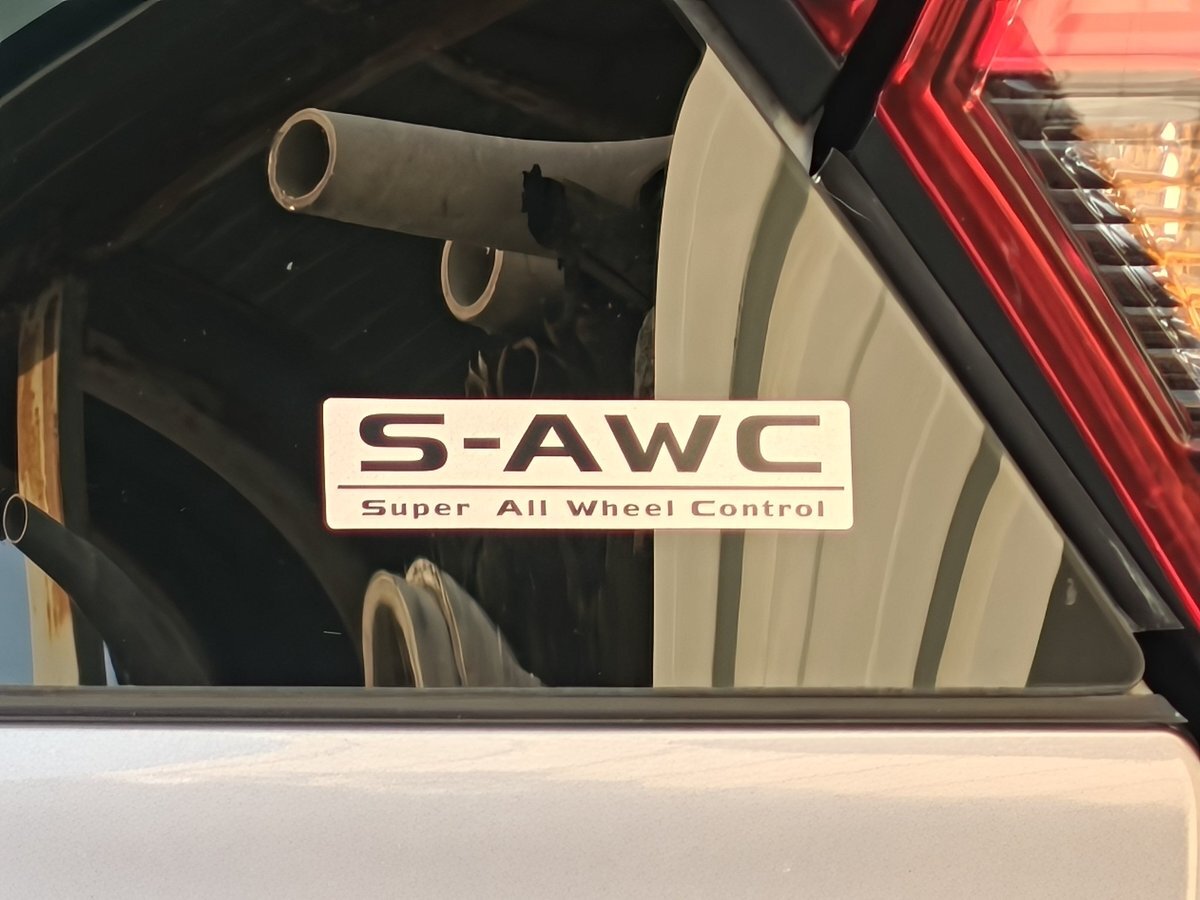 S-AWC
Super All Wheel Control